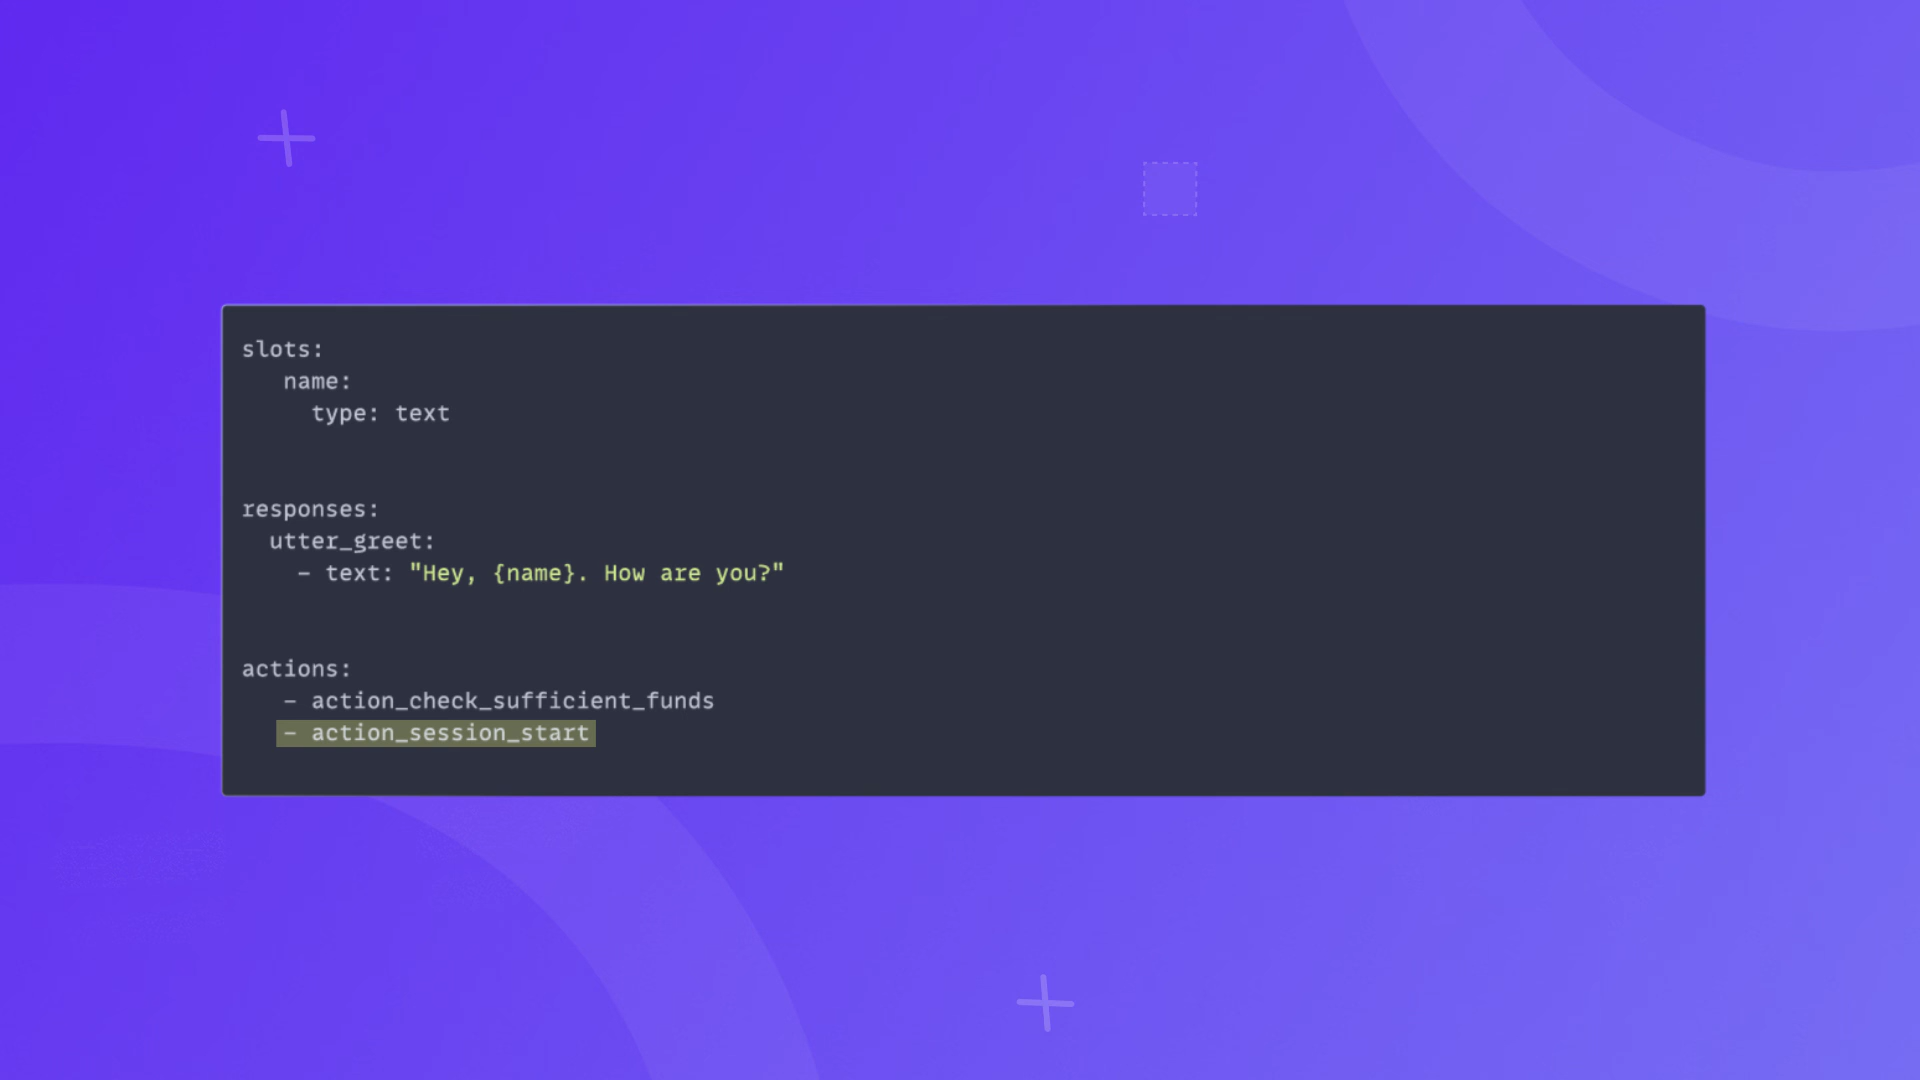 slots:
name:
type: text
responses:
utter_greet:
- text: "Hey, {name}. How are you?"
actions:
- action_check_sufficient_funds
- action_session_start